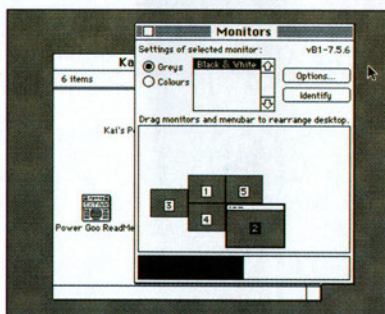 Monitors
Settings of selected monitor:
v81-7.5.6
Greys
Colours
Black & White
Options...
Identify
Drag monitors and menubar to rearrange desktop.
1
5
3
4
2
Ka
6 items
Kai's P
Power Goo ReadMe